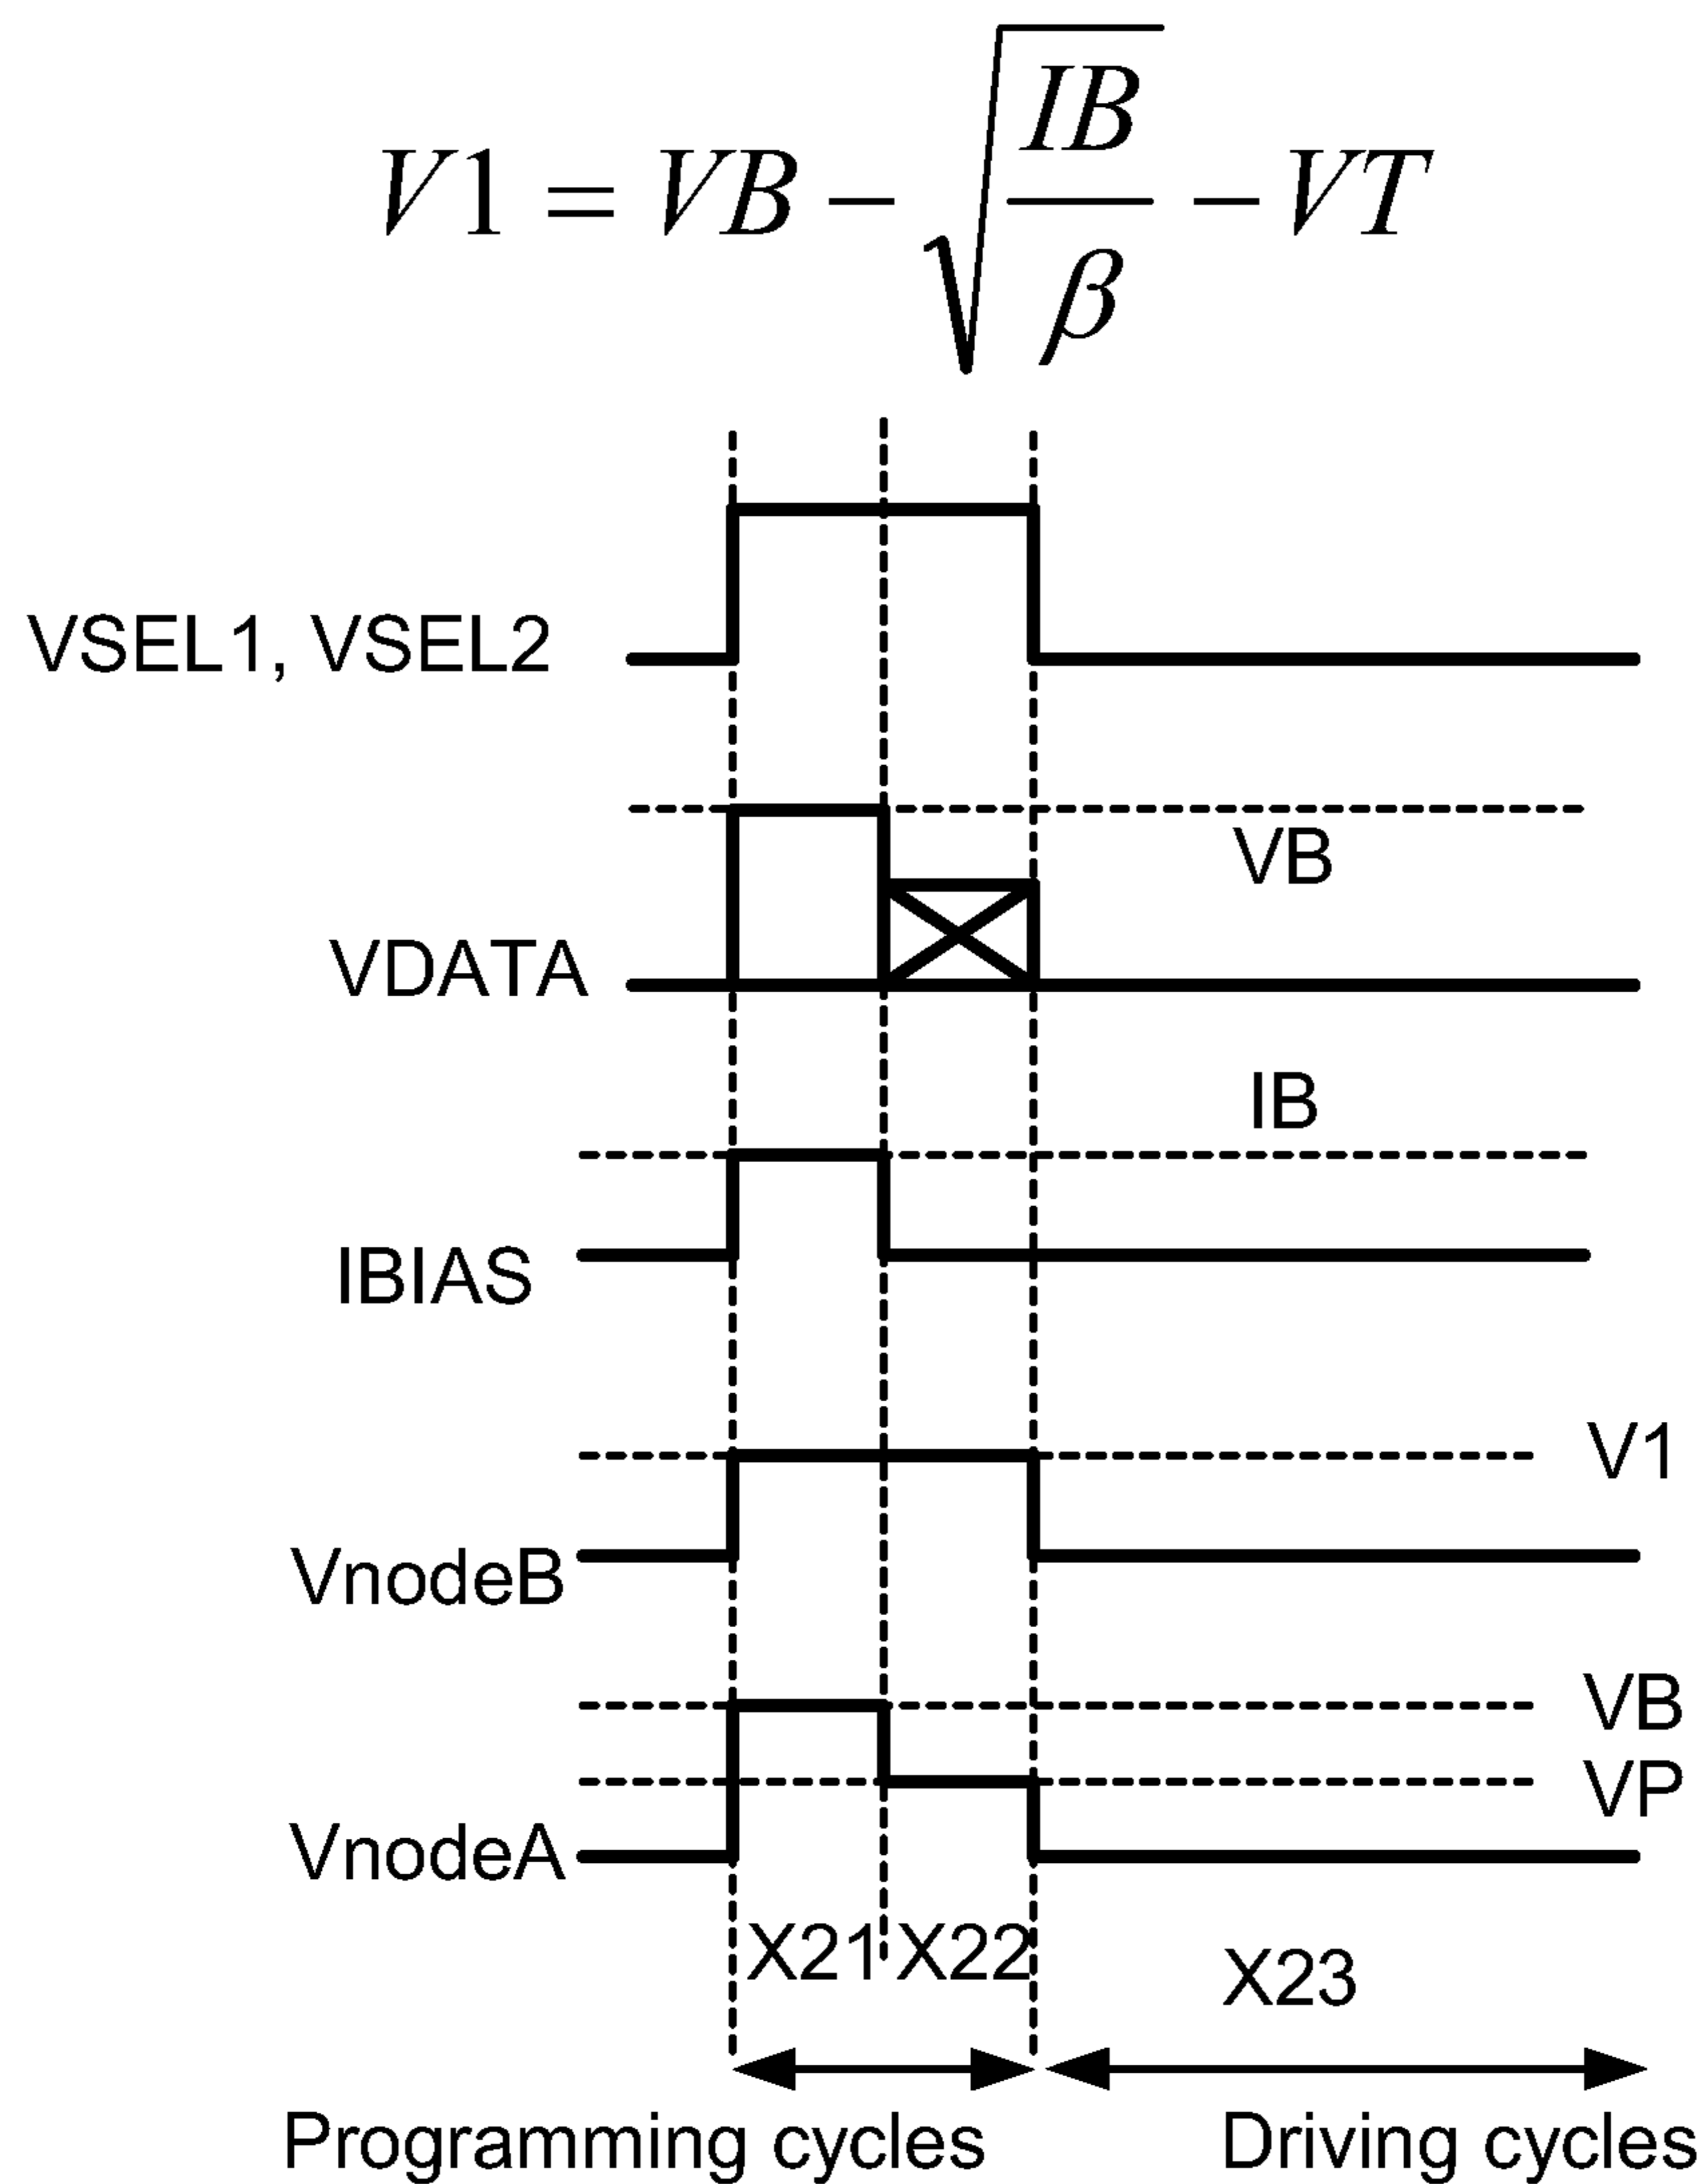 V1 = VB − √(IB/β) − VT
VSEL1, VSEL2
VB
VDATA
IB
IBIAS
V1
VnodeB
VB
VP
VnodeA
X21 X22
X23
Programming cycles Driving cycles